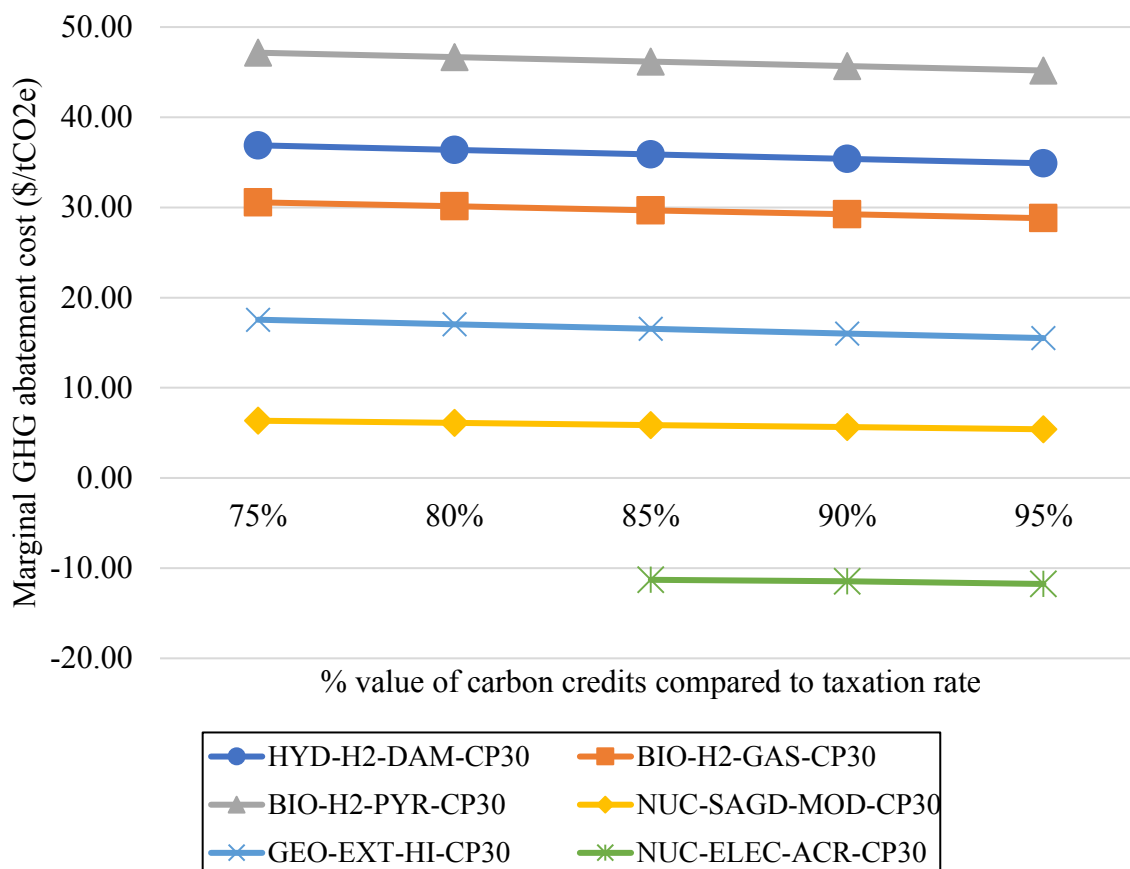 Marginal GHG abatement cost ($/tCO2e)
50.00
40.00
30.00
20.00
10.00
0.00
-10.00
-20.00
75% 80% 85% 90% 95%
% value of carbon credits compared to taxation rate
HYD-H2-DAM-CP30 BIO-H2-GAS-CP30
BIO-H2-PYR-CP30 NUC-SAGD-MOD-CP30
GEO-EXT-HI-CP30 NUC-ELEC-ACR-CP30